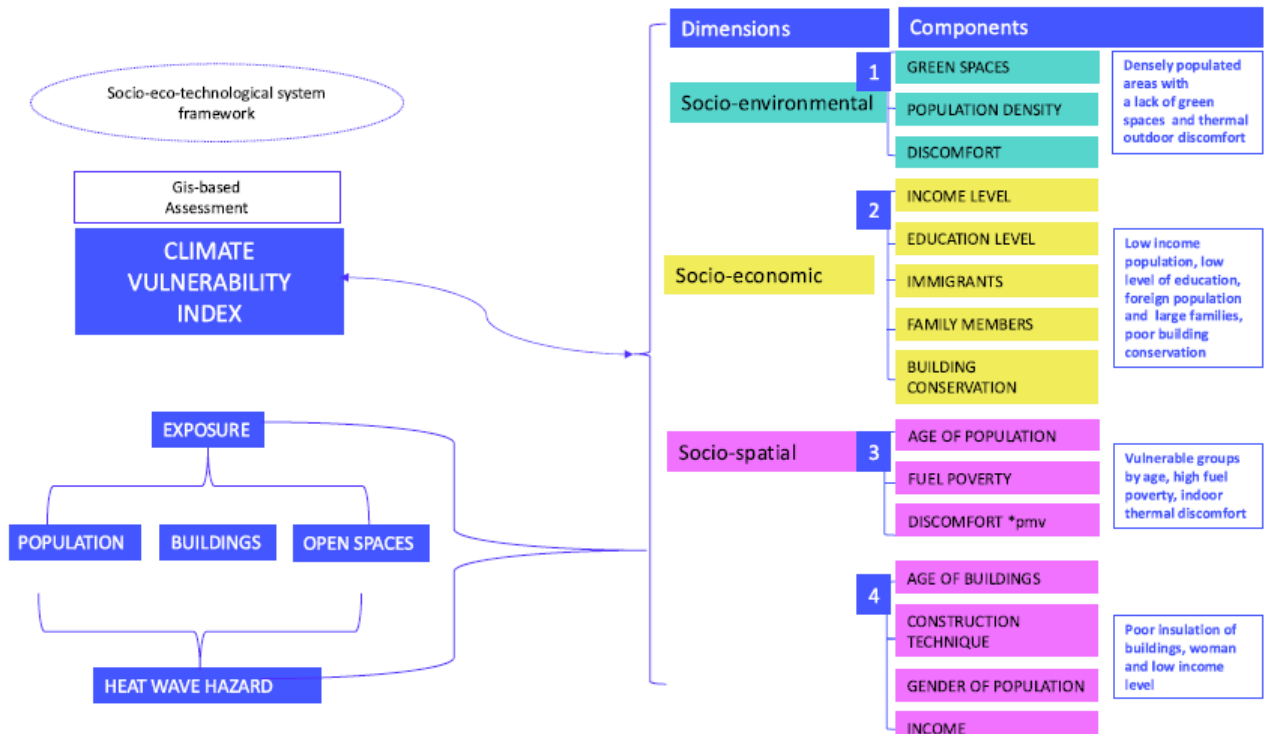 Socio-eco-technological system
framework
Gis-based
Assessment
CLIMATE
VULNERABILITY
INDEX
EXPOSURE
POPULATION
BUILDINGS
OPEN SPACES
HEAT WAVE HAZARD
Dimensions
Components
Socio-environmental
1
GREEN SPACES
POPULATION DENSITY
DISCOMFORT
Densely populated
areas with
a lack of green
spaces and thermal
outdoor discomfort
Socio-economic
2
INCOME LEVEL
EDUCATION LEVEL
IMMIGRANTS
FAMILY MEMBERS
BUILDING
CONSERVATION
Low income
population, low
level of education,
foreign population
and large families,
poor building
conservation
Socio-spatial
3
AGE OF POPULATION
FUEL POVERTY
DISCOMFORT *pmv
Vulnerable groups
by age, high fuel
poverty, indoor
thermal discomfort
4
AGE OF BUILDINGS
CONSTRUCTION
TECHNIQUE
GENDER OF POPULATION
INCOME
Poor insulation of
buildings, woman
and low income
level